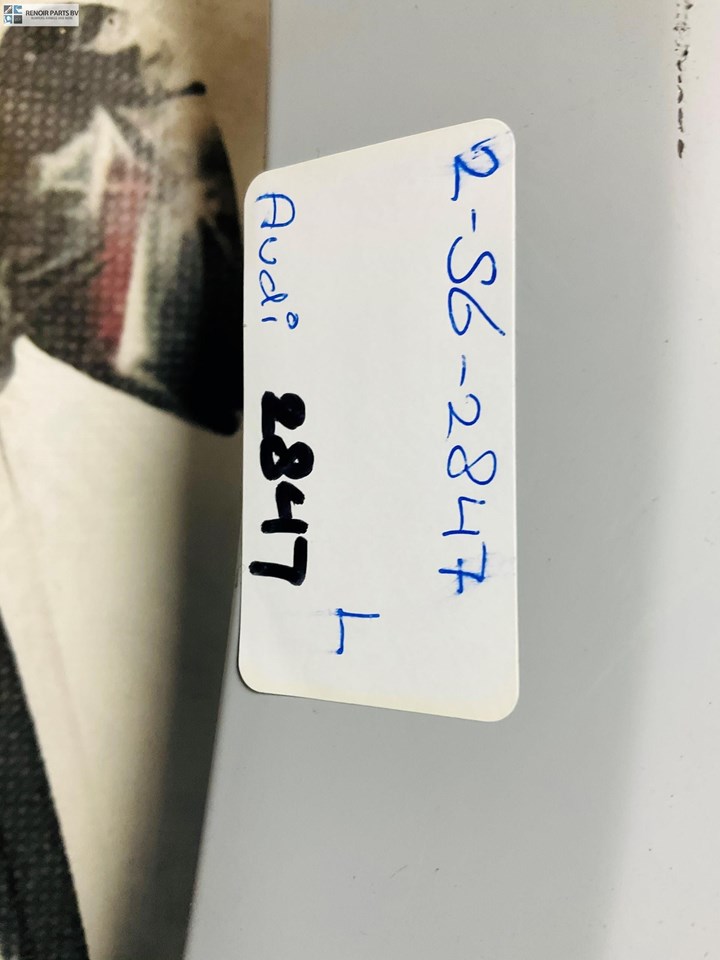 RENOIR PARTS BV
2-S6-2847
L
Audi 2847